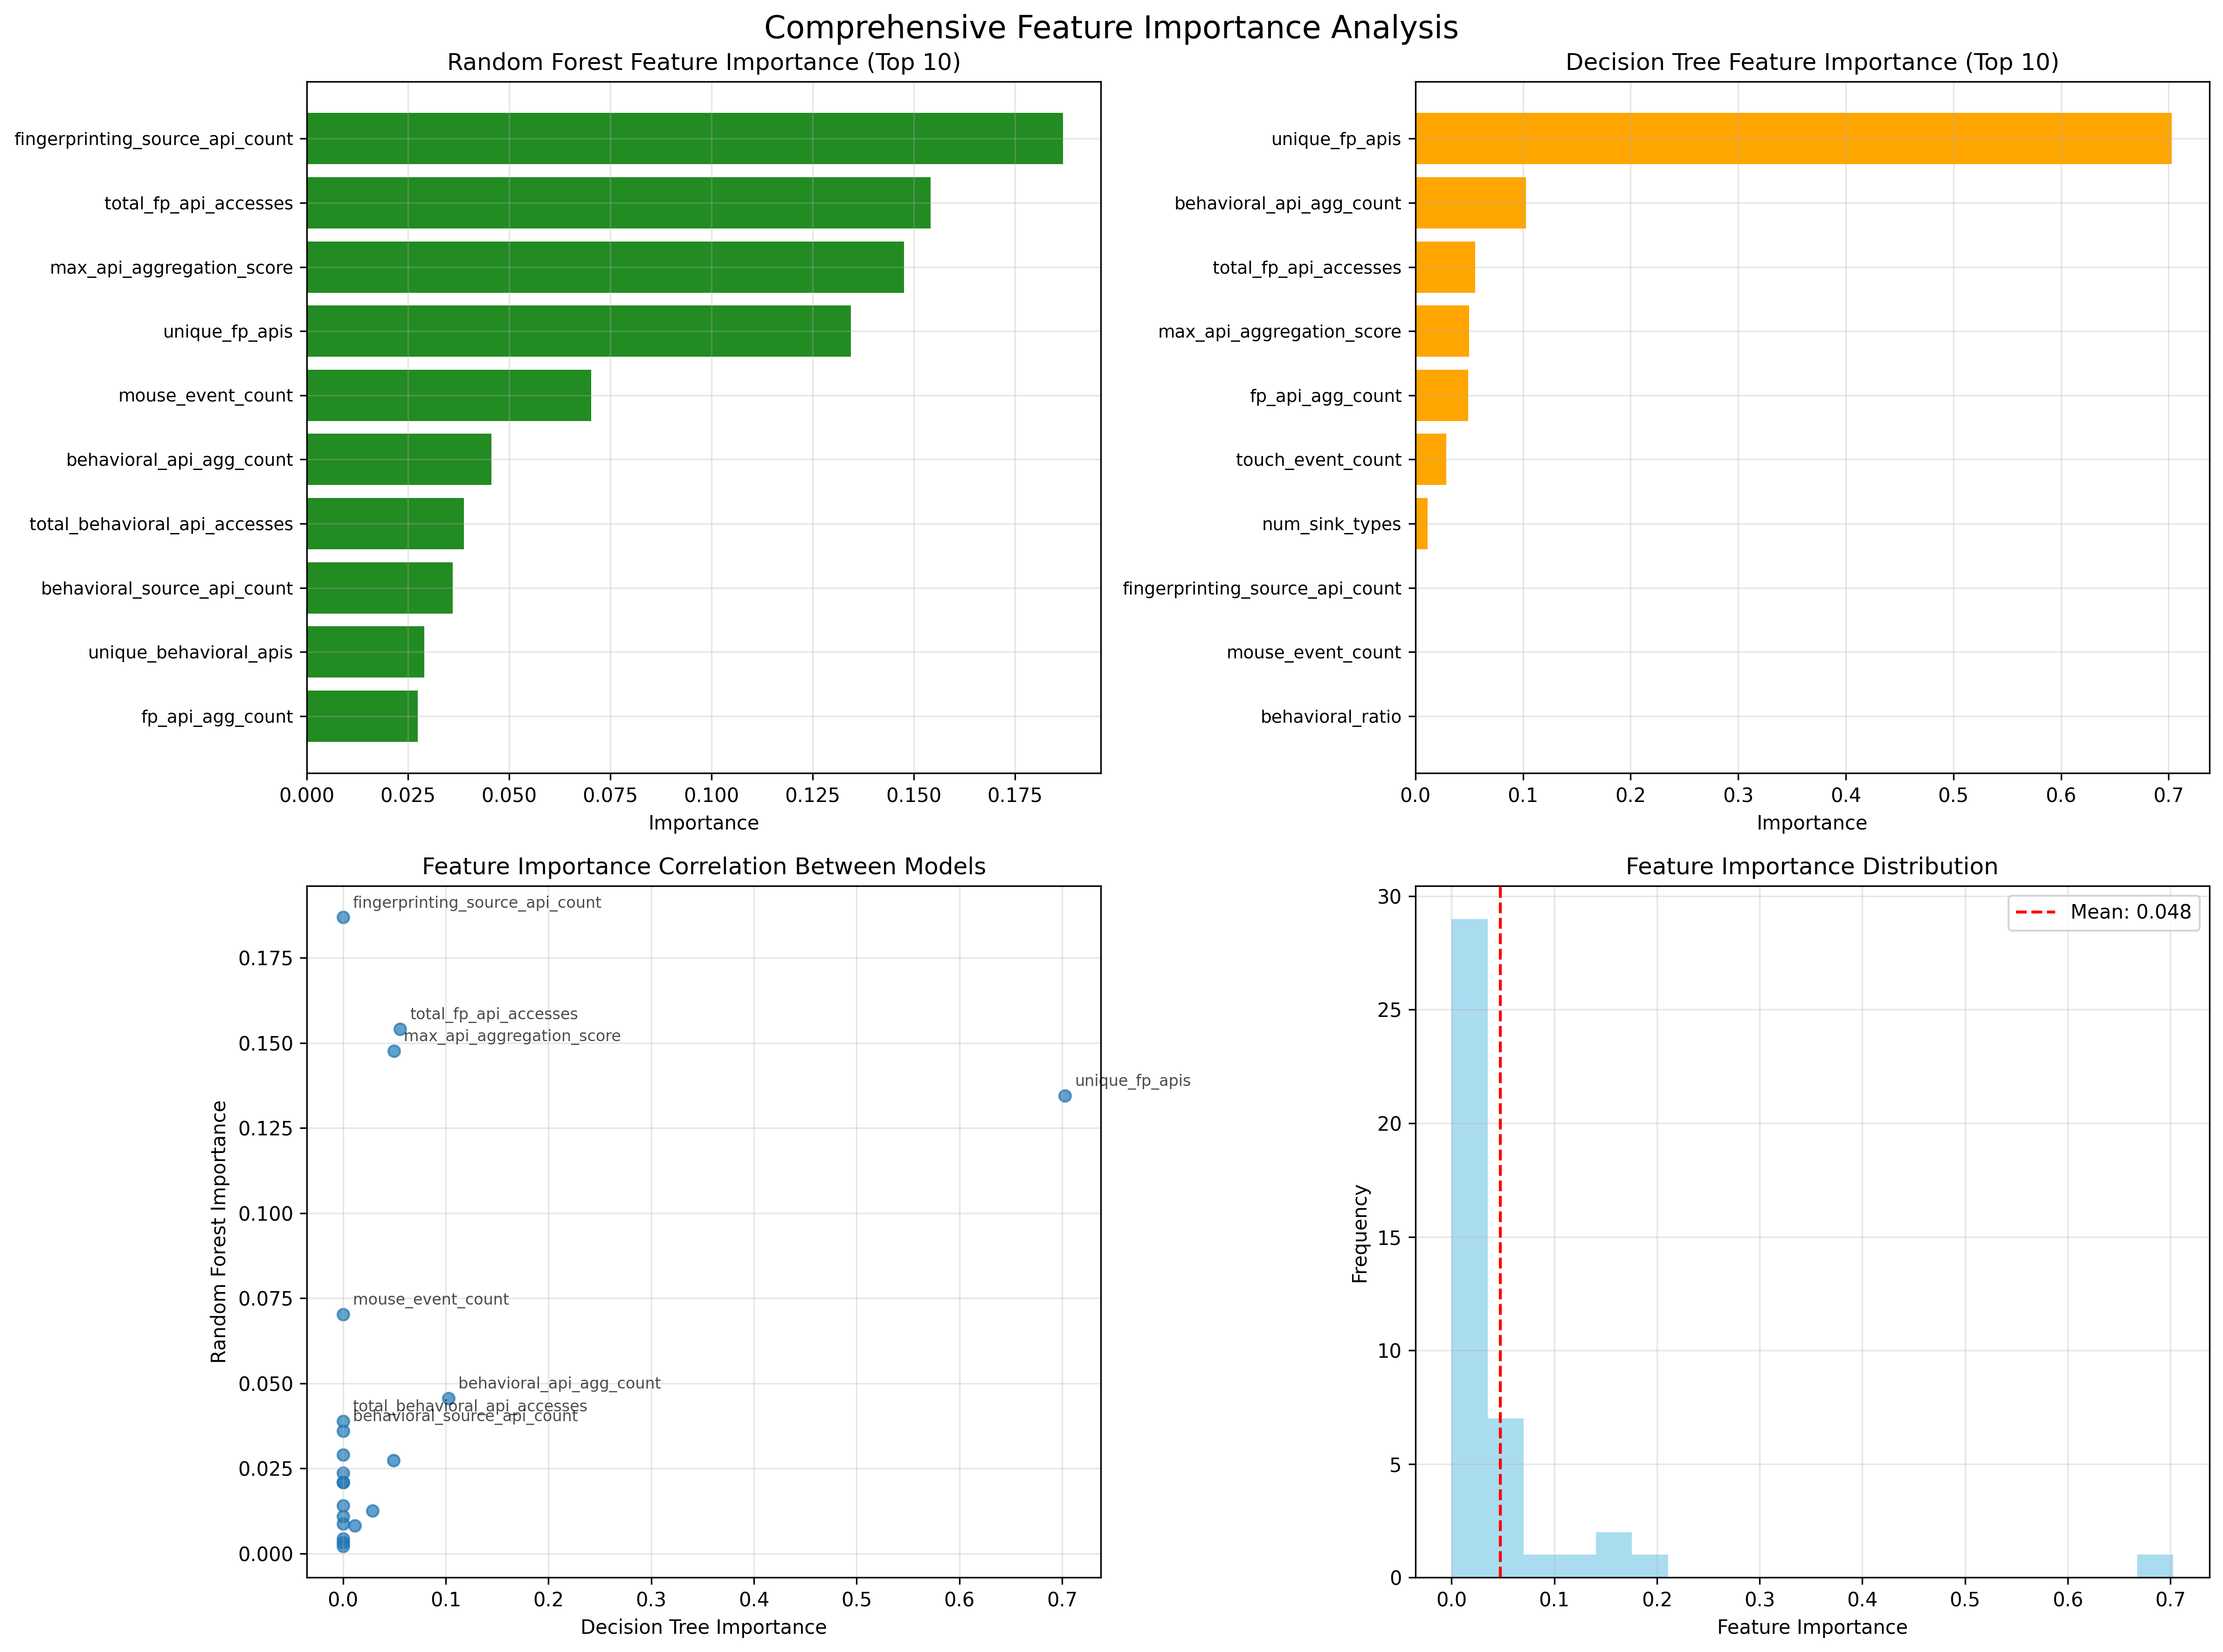 Comprehensive Feature Importance Analysis
Random Forest Feature Importance (Top 10)
fingerprinting_source_api_count
total_fp_api_accesses
max_api_aggregation_score
unique_fp_apis
mouse_event_count
behavioral_api_agg_count
total_behavioral_api_accesses
behavioral_source_api_count
unique_behavioral_apis
fp_api_agg_count
0.000 0.025 0.050 0.075 0.100 0.125 0.150 0.175
Importance
Decision Tree Feature Importance (Top 10)
unique_fp_apis
behavioral_api_agg_count
total_fp_api_accesses
max_api_aggregation_score
fp_api_agg_count
touch_event_count
num_sink_types
fingerprinting_source_api_count
mouse_event_count
behavioral_ratio
0.0 0.1 0.2 0.3 0.4 0.5 0.6 0.7
Importance
Feature Importance Correlation Between Models
Random Forest Importance
0.175
0.150
0.125
0.100
0.075
0.050
0.025
0.000
fingerprinting_source_api_count
total_fp_api_accesses
max_api_aggregation_score
unique_fp_apis
mouse_event_count
behavioral_api_agg_count
total_behavioral_api_accesses
behavioral_source_api_count
0.0 0.1 0.2 0.3 0.4 0.5 0.6 0.7
Decision Tree Importance
Feature Importance Distribution
Mean: 0.048
Frequency
30
25
20
15
10
5
0
0.0 0.1 0.2 0.3 0.4 0.5 0.6 0.7
Feature Importance